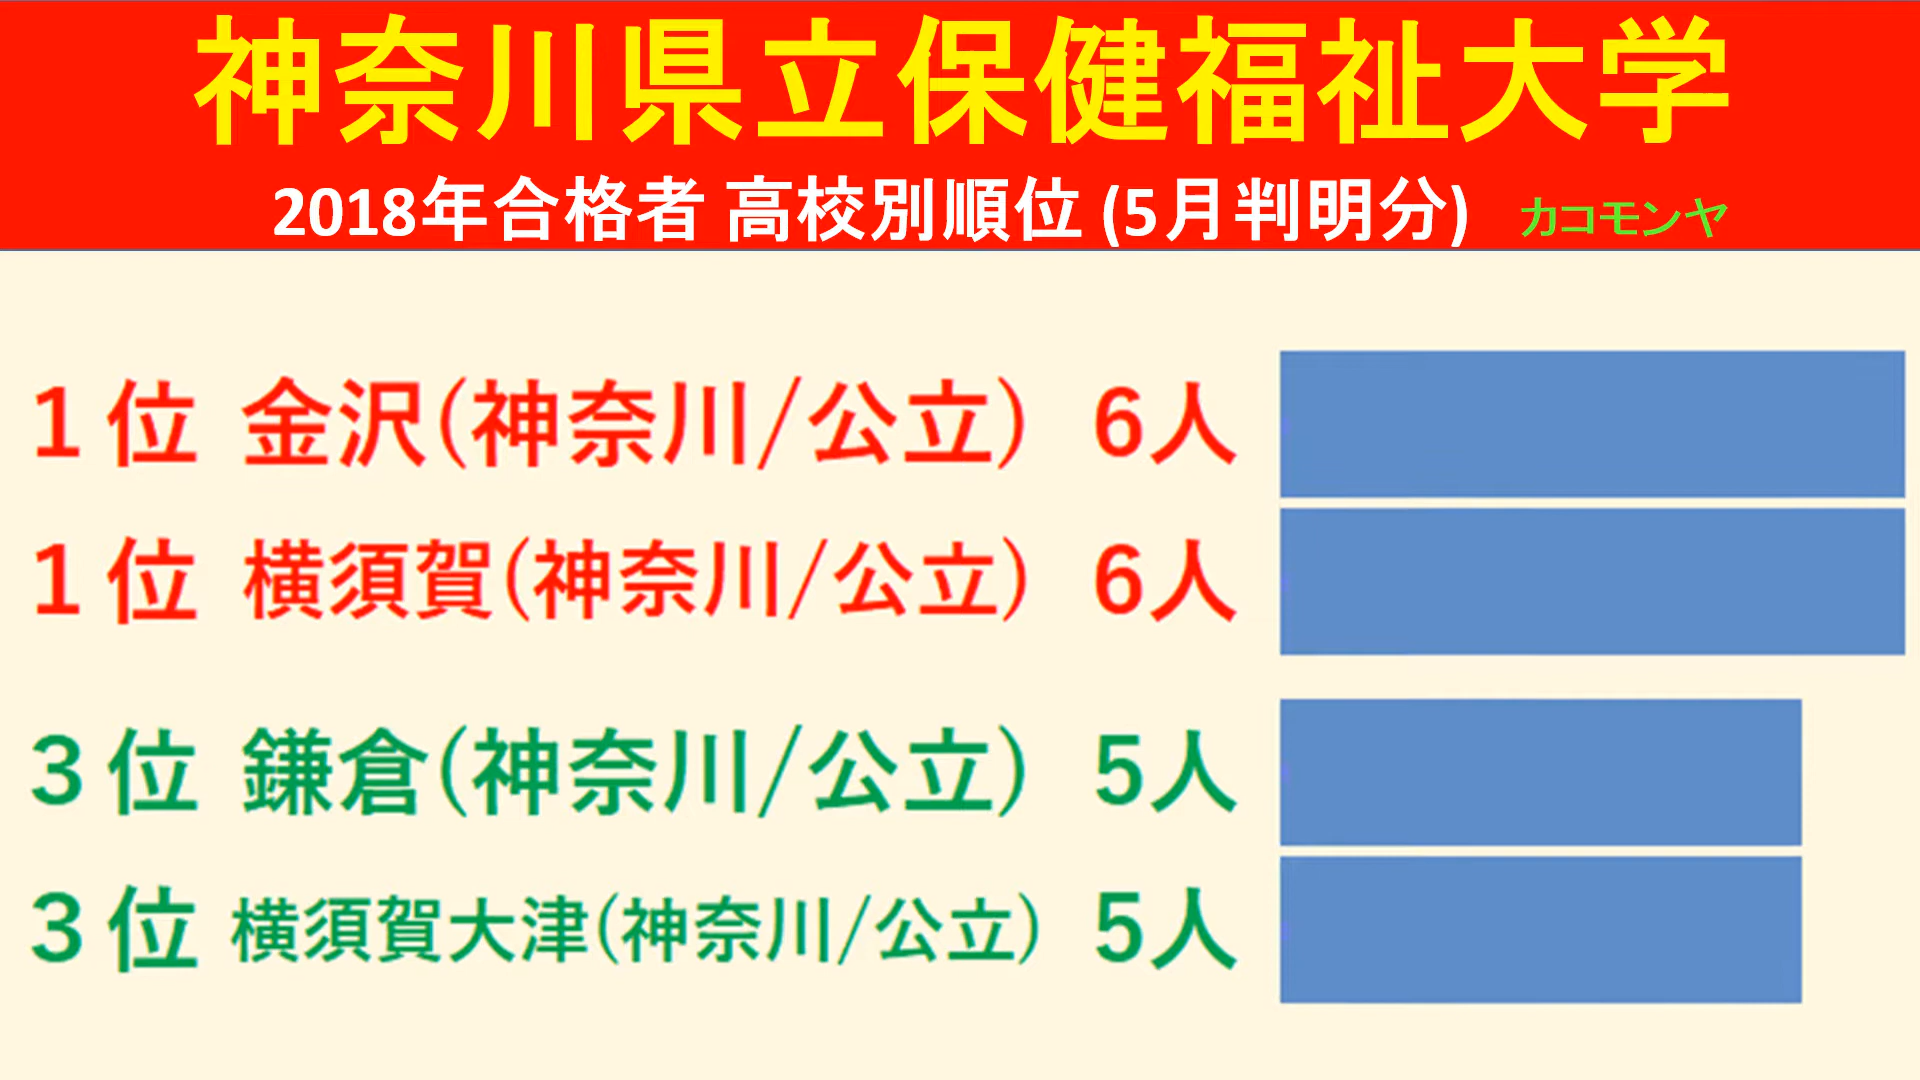 神奈川県立保健福祉大学
2018年合格者 高校別順位 (5月判明分) カコモンヤ
1位 金沢(神奈川/公立) 6人
1位 横須賀(神奈川/公立) 6人
3位 鎌倉(神奈川/公立) 5人
3位 横須賀大津(神奈川/公立) 5人